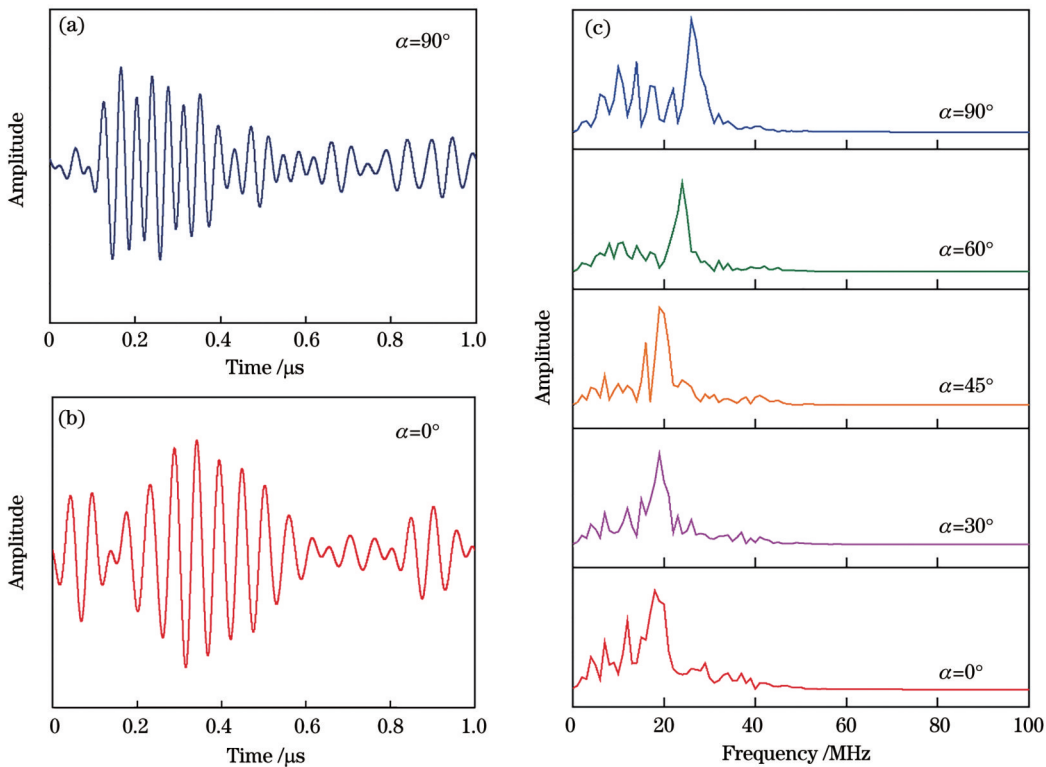 (a)
α=90°
Amplitude
0
0.2
0.4
0.6
0.8
1.0
Time /μs
(b)
α=0°
Amplitude
0
0.2
0.4
0.6
0.8
1.0
Time /μs
(c)
α=90°
α=60°
α=45°
α=30°
α=0°
Amplitude
0
20
40
60
80
100
Frequency /MHz